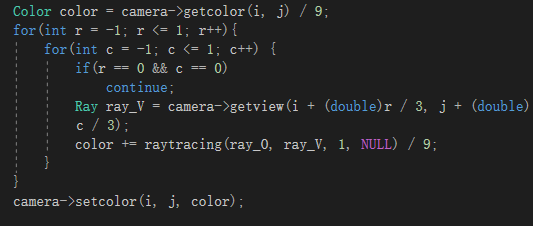 Color color = camera->getcolor(i, j) / 9;
for(int r = -1; r <= 1; r++){
for(int c = -1; c <= 1; c++) {
if(r == 0 && c == 0)
continue;
Ray ray_V = camera->getview(i + (double)r / 3, j + (double)
c / 3);
color += raytracing(ray_O, ray_V, 1, NULL) / 9;
}
}
camera->setcolor(i, j, color);